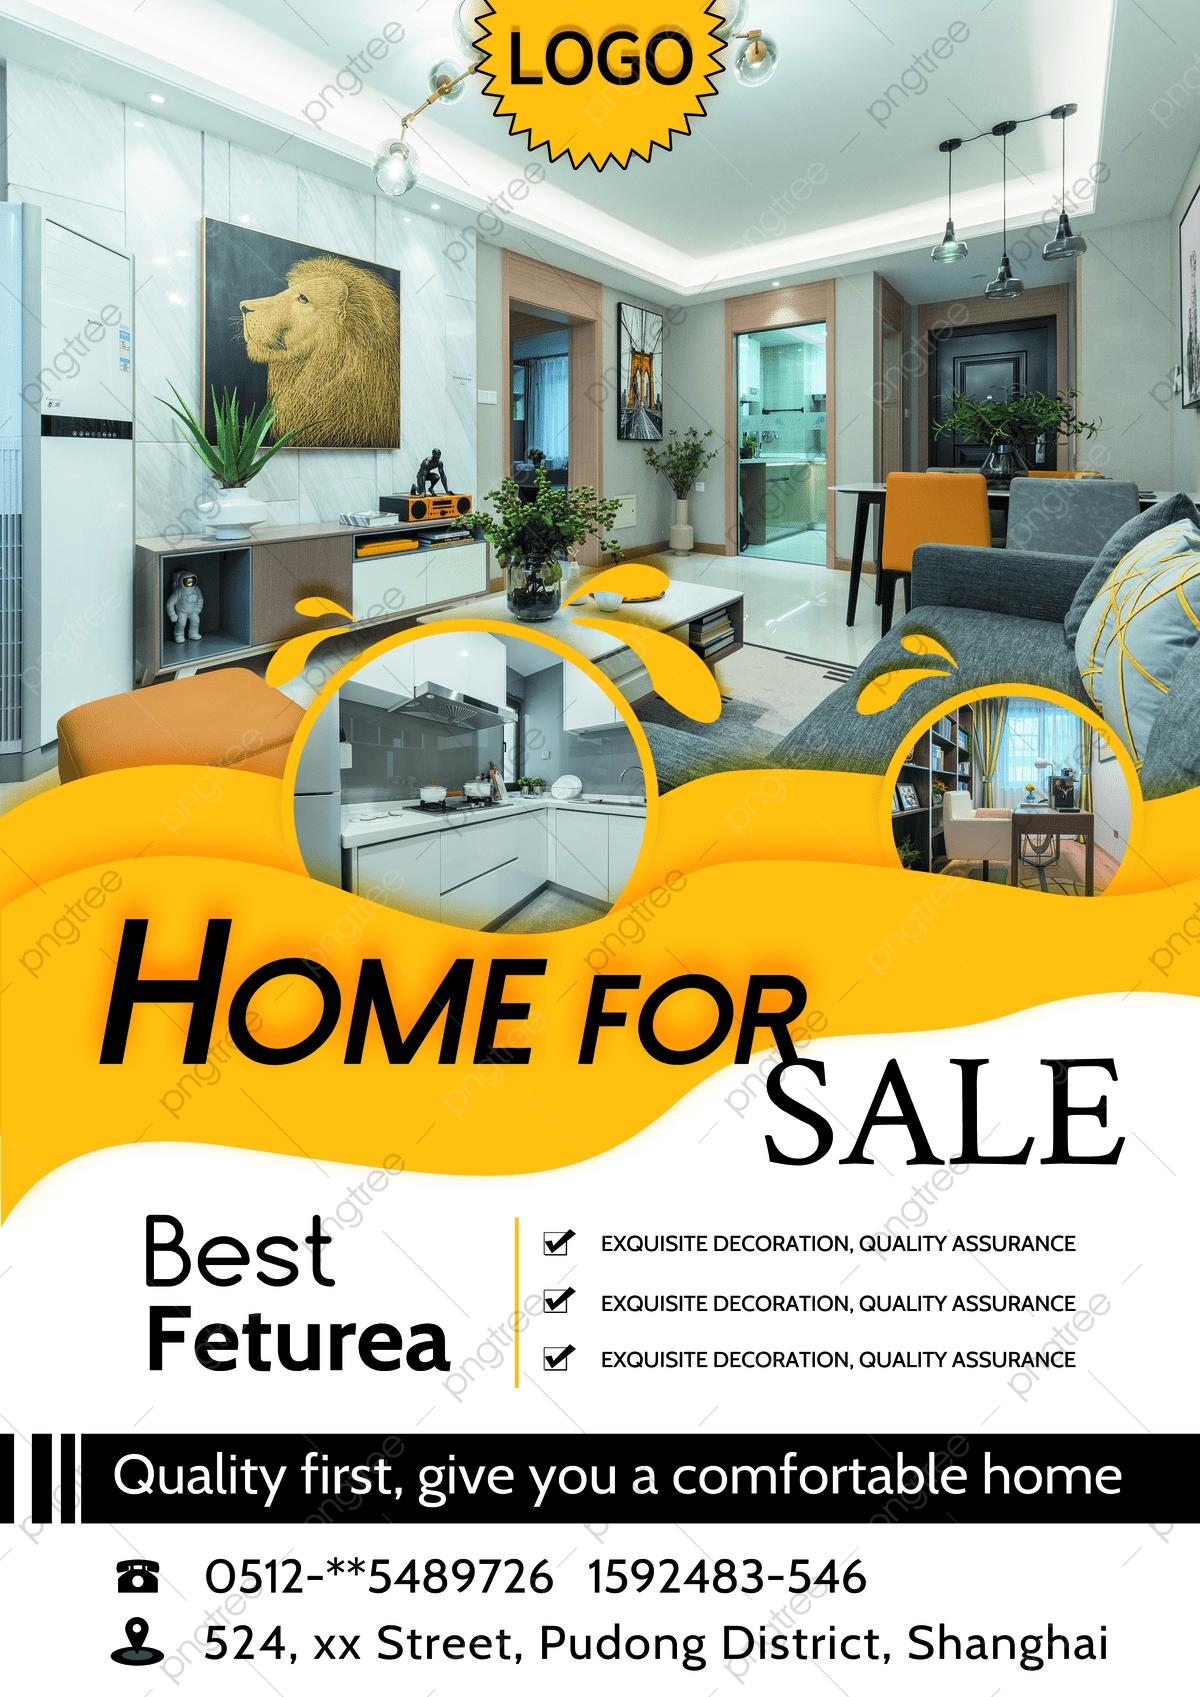 LOGO
HOME FOR
SALE
Best
Feturea
EXQUISITE DECORATION, QUALITY ASSURANCE
EXQUISITE DECORATION, QUALITY ASSURANCE
EXQUISITE DECORATION, QUALITY ASSURANCE
Quality first, give you a comfortable home
0512-**5489726 1592483-546
524, xx Street, Pudong District, Shanghai
pngtree